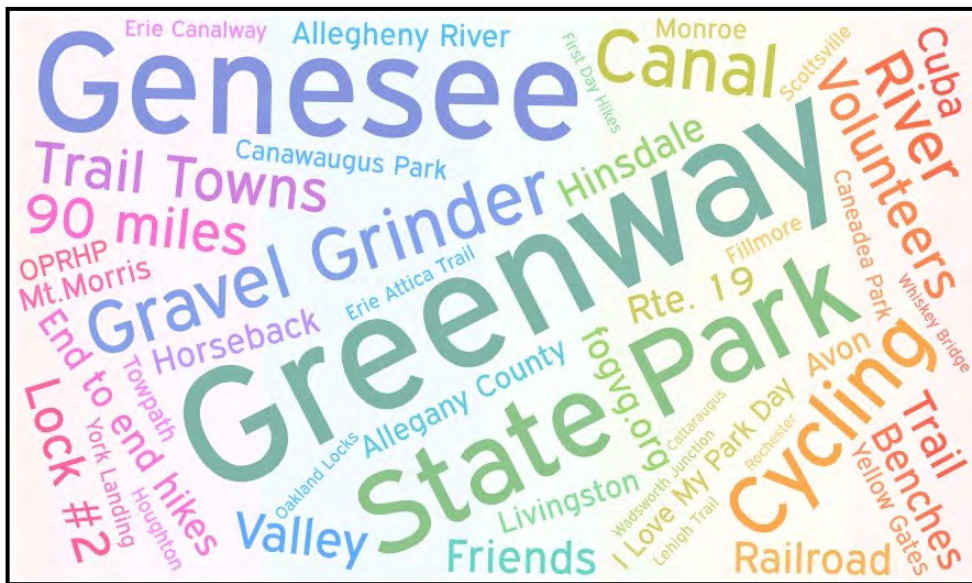 Erie Canalway
Allegheny River
First Day Hikes
Monroe
Scottsville
Cuba
Genesee
Canal
River
Volunteers
Canawaugus Park
Hinsdale
Trail Towns
90 miles
Gravel Grinder
Greenway
Caneadea Park
OPRHP
Mt.Morris
Erie Attica Trail
Fillmore
Whiskey Bridge
Horseback
Rte. 19
End to end hikes
Towpath
State Park
fogvg.org
Avon
Cycling
Lock #2
York Landing
Houghton
Allegany County
Oakland Locks
Cattaraugus
Wadsworth Junction
I Love My Park Day
Rochester
Lehigh Trail
Trail
Benches
Yellow Gates
Valley
Livingston
Friends
Railroad